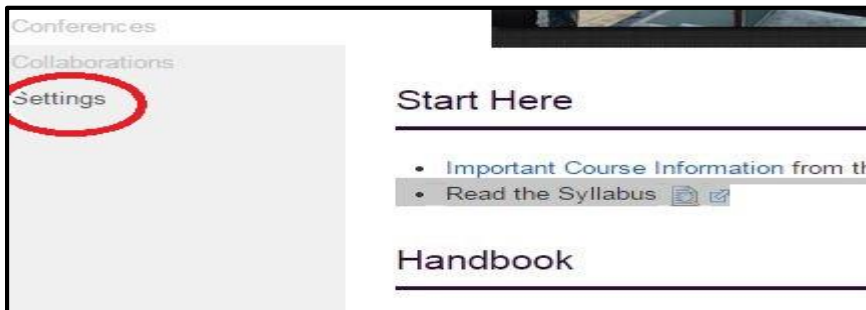 Conferences
Collaborations
Settings
Start Here
Important Course Information from th
Read the Syllabus
Handbook